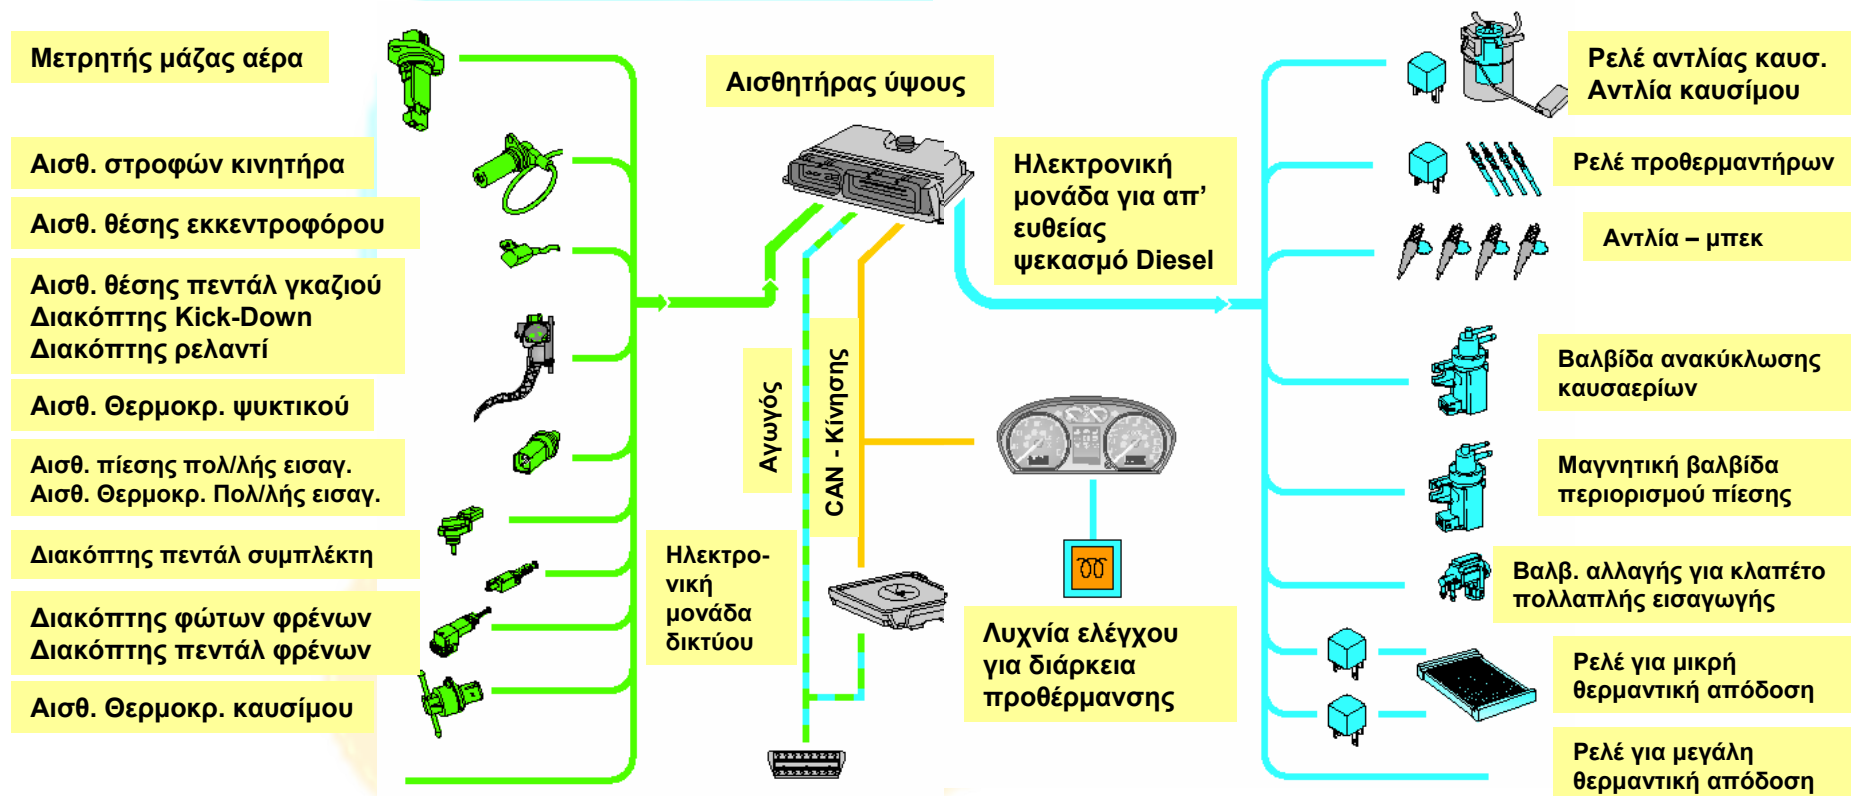 Μετρητής μάζας αέρα
Αισθ. στροφών κινητήρα
Αισθ. θέσης εκκεντροφόρου
Αισθ. θέσης πεντάλ γκαζιού
Διακόπτης Kick-Down
Διακόπτης ρελαντί
Αισθ. Θερμοκρ. ψυκτικού
Αισθ. πίεσης πολ/λής εισαγ.
Αισθ. Θερμοκρ. Πολ/λής εισαγ.
Διακόπτης πεντάλ συμπλέκτη
Διακόπτης φώτων φρένων
Διακόπτης πεντάλ φρένων
Αισθ. Θερμοκρ. καυσίμου
Αισθητήρας ύψους
Ηλεκτρονική
μονάδα για απ’
ευθείας
ψεκασμό Diesel
Αγωγός
CAN - Κίνησης
Ηλεκτρο-
νική
μονάδα
δικτύου
Λυχνία ελέγχου
για διάρκεια
προθέρμανσης
Ρελέ αντλίας καυσ.
Αντλία καυσίμου
Ρελέ προθερμαντήρων
Αντλία – μπεκ
Βαλβίδα ανακύκλωσης
καυσαερίων
Μαγνητική βαλβίδα
περιορισμού πίεσης
Βαλβ. αλλαγής για κλαπέτο
πολλαπλής εισαγωγής
Ρελέ για μικρή
θερμαντική απόδοση
Ρελέ για μεγάλη
θερμαντική απόδοση